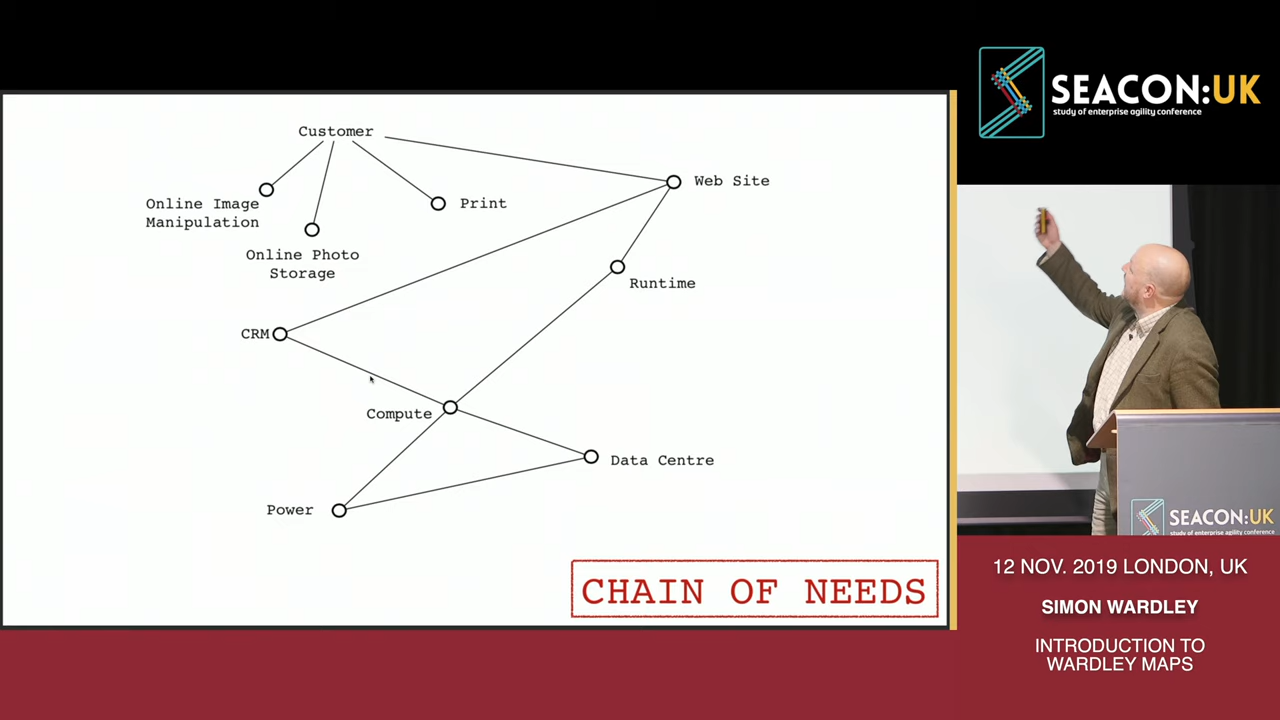 Customer
Web Site
Online Image
Manipulation
Print
Online Photo
Storage
Runtime
CRM
Compute
Data Centre
Power
CHAIN OF NEEDS
SEACON:UK
study of enterprise agility conference
SEACON:UK
study of enterprise agility conference
12 NOV. 2019 LONDON, UK
SIMON WARDLEY
INTRODUCTION TO
WARDLEY MAPS